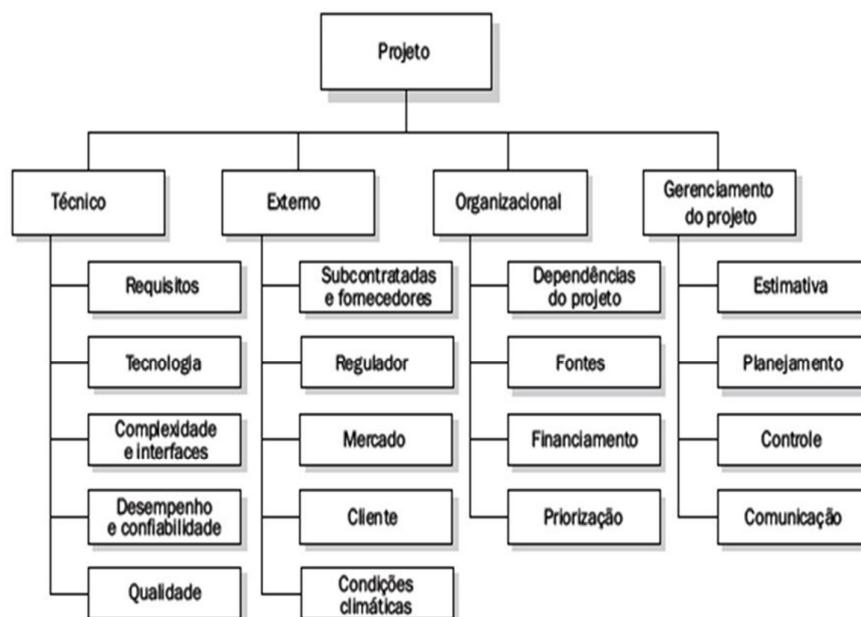 Projeto
Técnico
Externo
Organizacional
Gerenciamento
do projeto
Requisitos
Tecnologia
Complexidade
e interfaces
Desempenho
e confiabilidade
Qualidade
Subcontratadas
e fornecedores
Regulador
Mercado
Cliente
Condições
climáticas
Dependências
do projeto
Fontes
Financiamento
Priorização
Estimativa
Planejamento
Controle
Comunicação